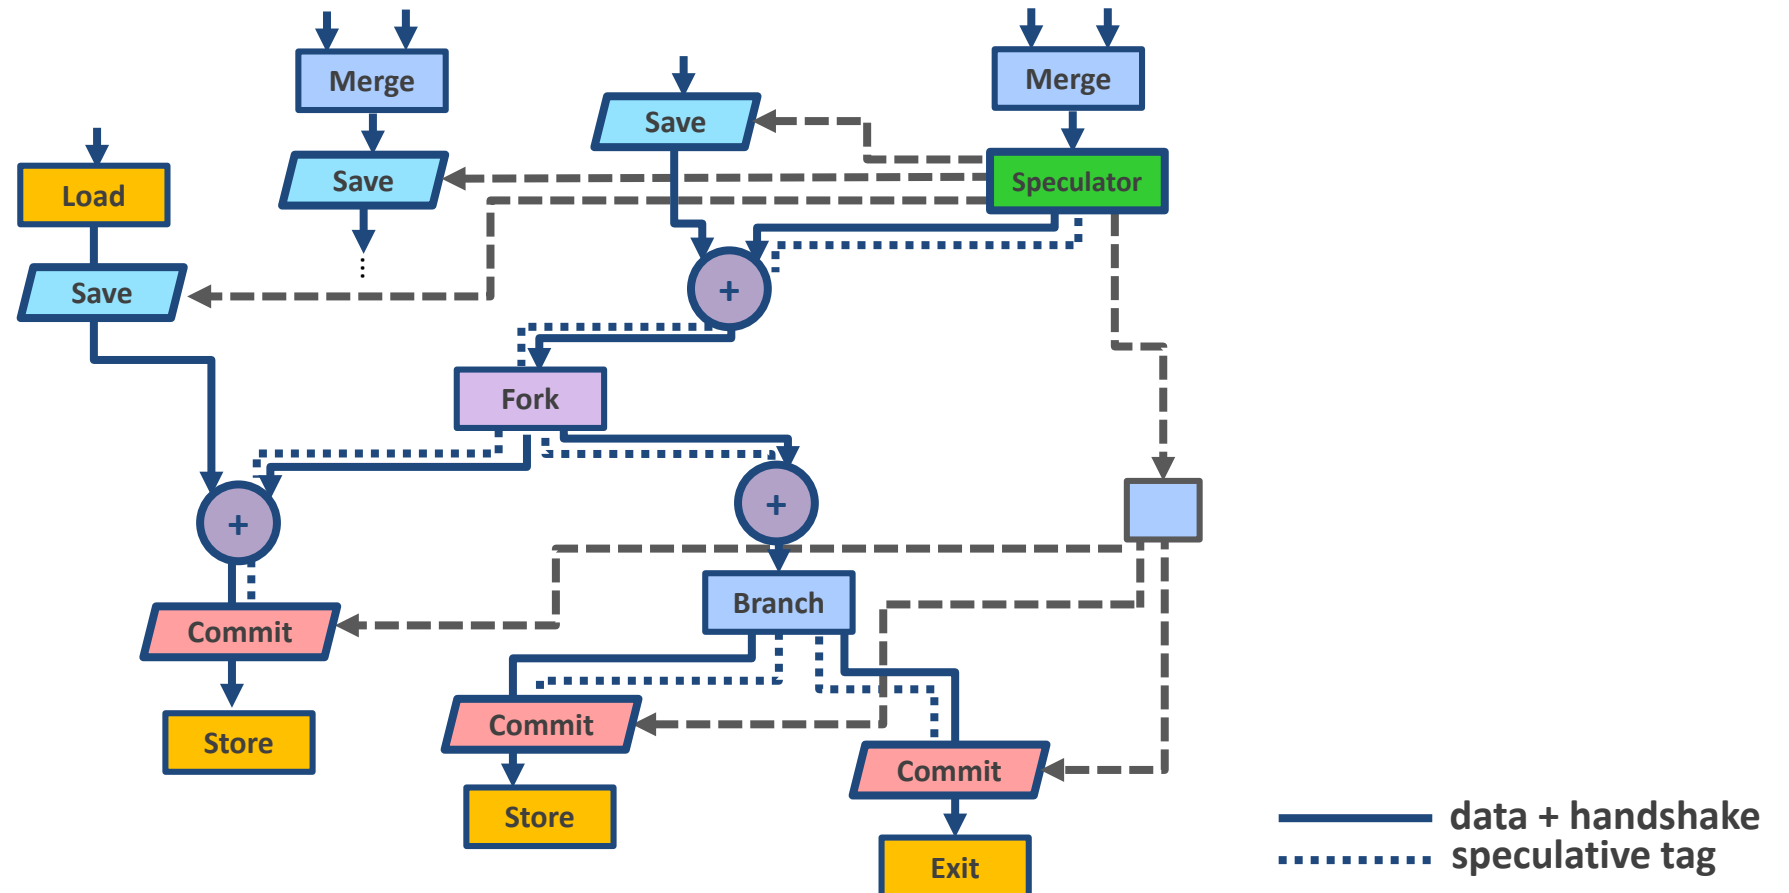 Merge
Merge
Save
Save
Speculator
Load
Save
+
Fork
+
+
Branch
Commit
Commit
Store
Commit
Store
Exit
data + handshake
speculative tag